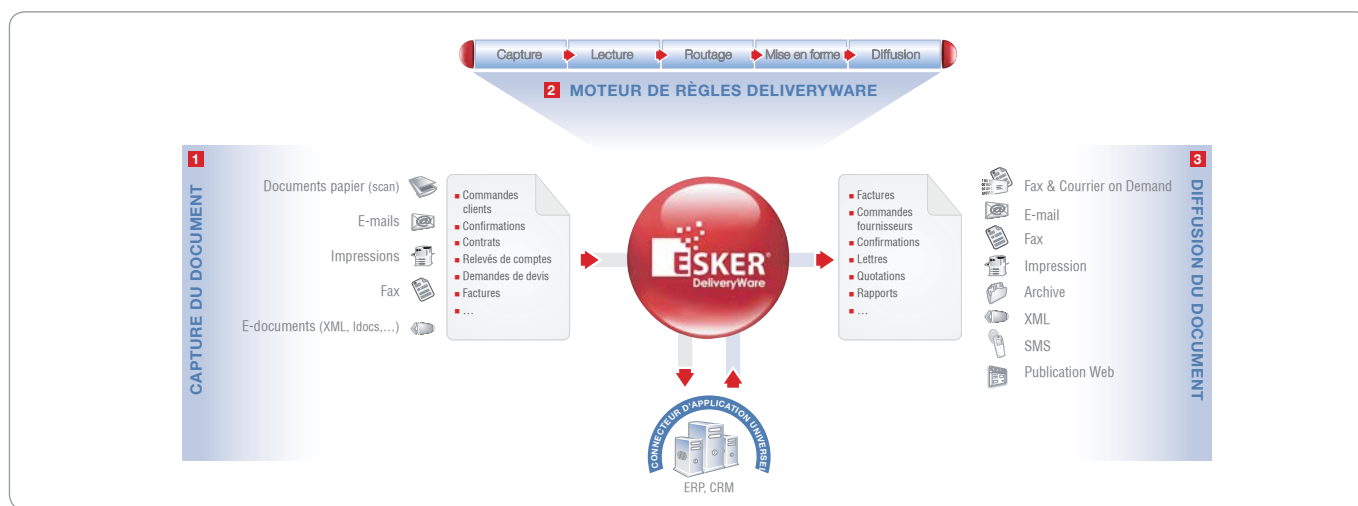 Capture Lecture Routage Mise en forme Diffusion
2 MOTEUR DE RÈGLES DELIVERYWARE
1
CAPTURE DU DOCUMENT
Documents papier (scan)
E-mails
Impressions
Fax
E-documents (XML, Idocs,…)
Commandes
clients
Confirmations
Contrats
Relevés de comptes
Demandes de devis
Factures
…
ESKER®
DeliveryWare
CONNECTEUR D'APPLICATION UNIVERSEL
ERP, CRM
Factures
Commandes
fournisseurs
Confirmations
Lettres
Quotations
Rapports
…
Fax & Courrier on Demand
E-mail
Fax
Impression
Archive
XML
SMS
Publication Web
3
DIFFUSION DU DOCUMENT